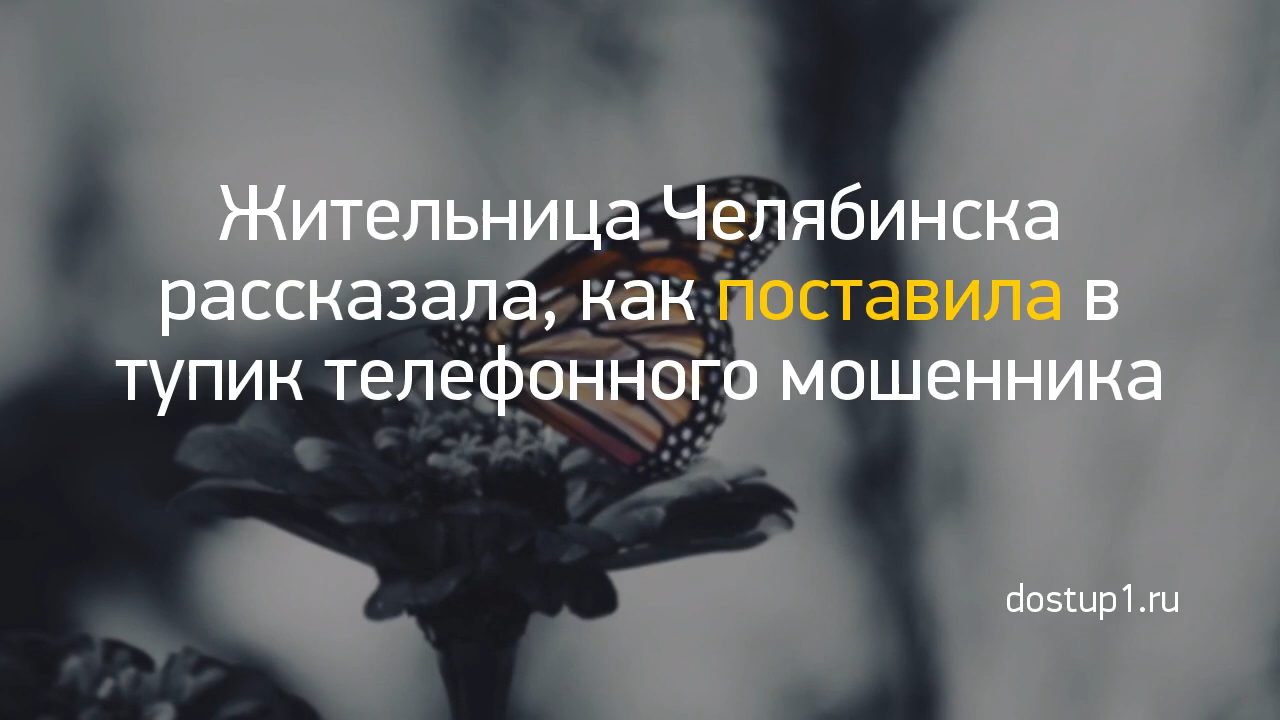 Жительница Челябинска
рассказала, как поставила в
тупик телефонного мошенника
dostup1.ru